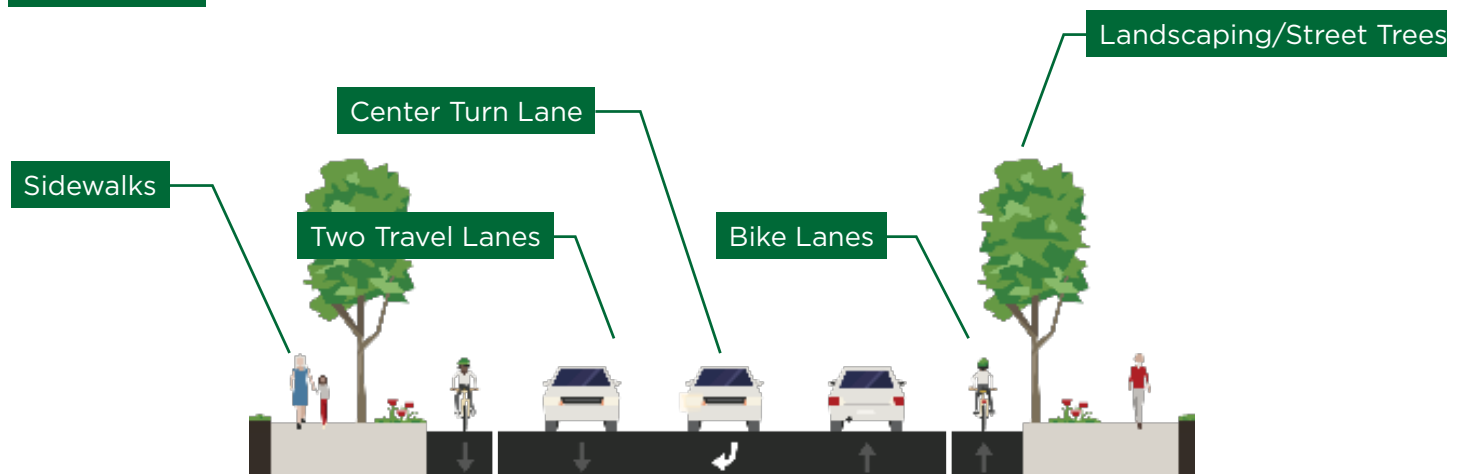 Landscaping/Street Trees
Center Turn Lane
Sidewalks
Two Travel Lanes
Bike Lanes